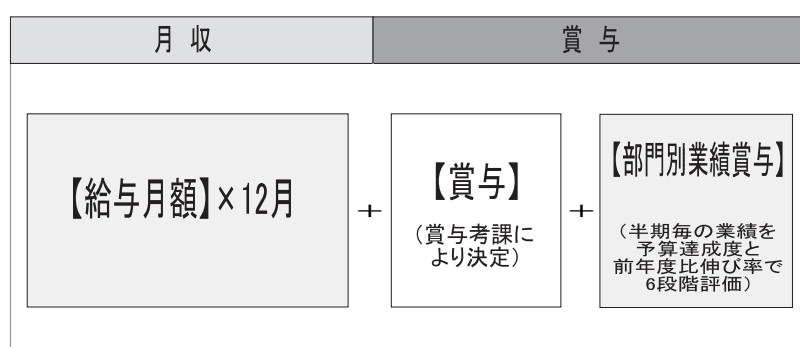 月 収
賞 与
【給与月額】×12月
+
【賞与】
（賞与考課に
より決定）
+
【部門別業績賞与】
（半期毎の業績を
予算達成度と
前年度比伸び率で
6段階評価）